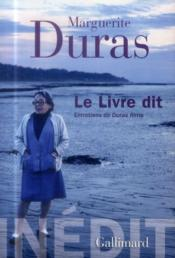 Marguerite
Duras
Le Livre dit
Entretiens de Duras filme
INÉDIT
Gallimard